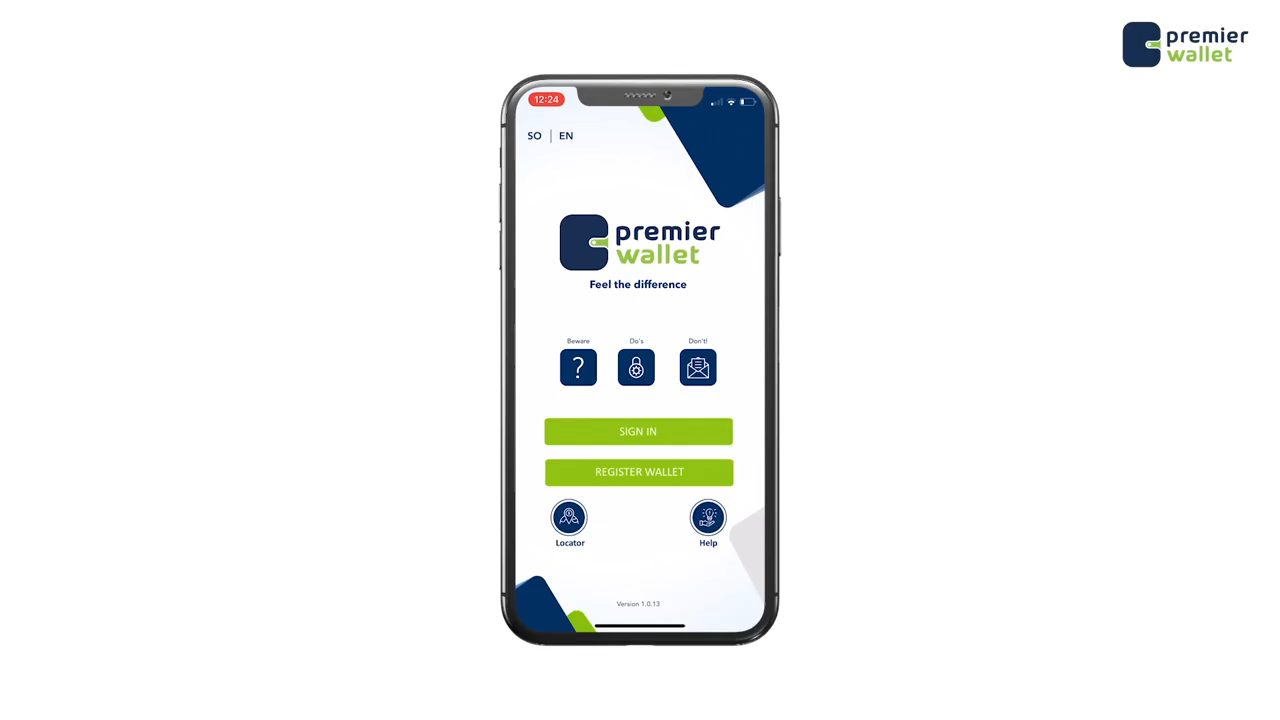 premier
wallet
12:24
SO | EN
premier
wallet
Feel the difference
Beware
Do's
Don't!
SIGN IN
REGISTER WALLET
Locator
Help
Version 1.0.13